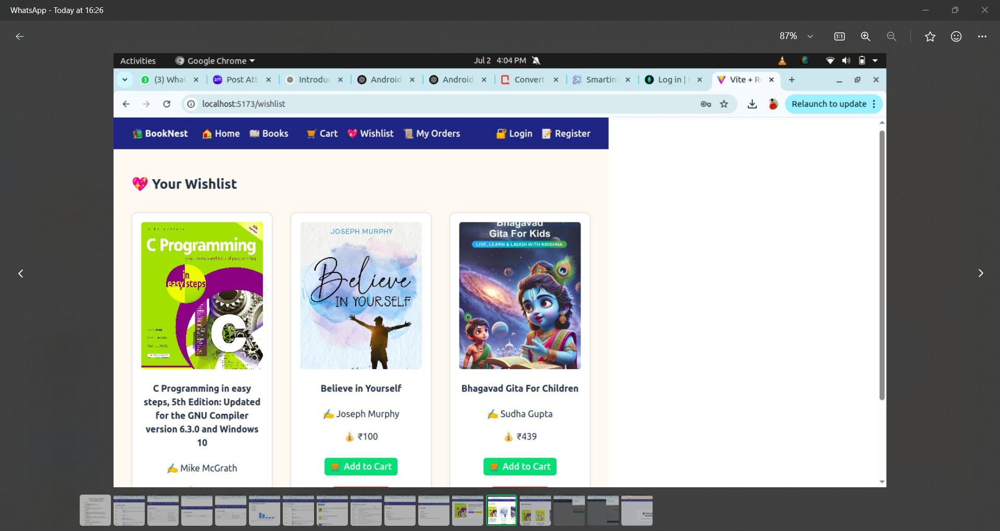 WhatsApp - Today at 16:26
87%
1:1
Activities
Google Chrome
Jul 2 4:04 PM
(3) What
Post Att
Introduc
Android
Android
Convert
Smartin
Log in |
Vite + R
localhost:5173/wishlist
Relaunch to update
BookNest
Home
Books
Cart
Wishlist
My Orders
Login
Register
Your Wishlist
C Programming
in
easy steps
C
JOSEPH MURPHY
Believe
IN YOURSELF
Bhagavad
Gita For Kids
LIVE, LEARN & LAUGH WITH KRISHNA
C Programming in easy
steps, 5th Edition: Updated
for the GNU Compiler
version 6.3.0 and Windows
10
Mike McGrath
Believe in Yourself
Joseph Murphy
₹100
Add to Cart
Bhagavad Gita For Children
Sudha Gupta
₹439
Add to Cart